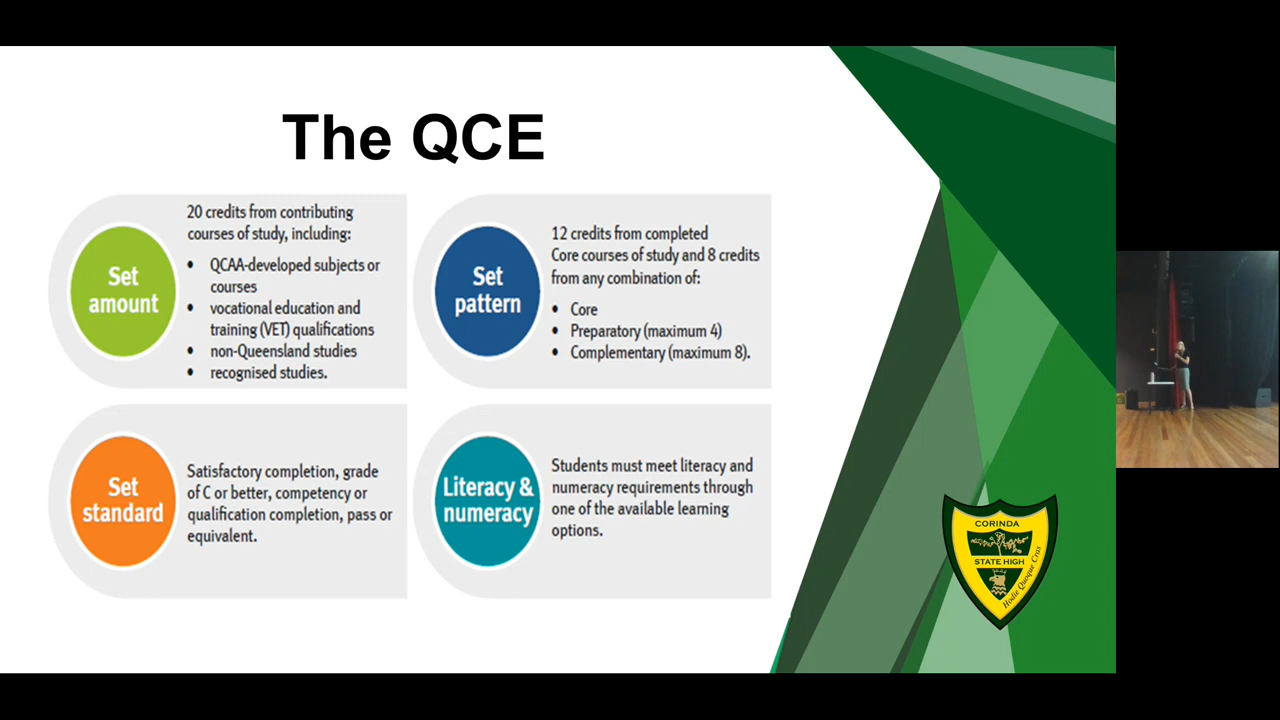 The QCE
Set
amount
20 credits from contributing
courses of study, including:
• QCAA-developed subjects or
courses
• vocational education and
training (VET) qualifications
• non-Queensland studies
• recognised studies.
Set
pattern
12 credits from completed
Core courses of study and 8 credits
from any combination of:
• Core
• Preparatory (maximum 4)
• Complementary (maximum 8).
Set
standard
Satisfactory completion, grade
of C or better, competency or
qualification completion, pass or
equivalent.
Literacy &
numeracy
Students must meet literacy and
numeracy requirements through
one of the available learning
options.
CORINDA
STATE HIGH
Hodie Quoque Cras